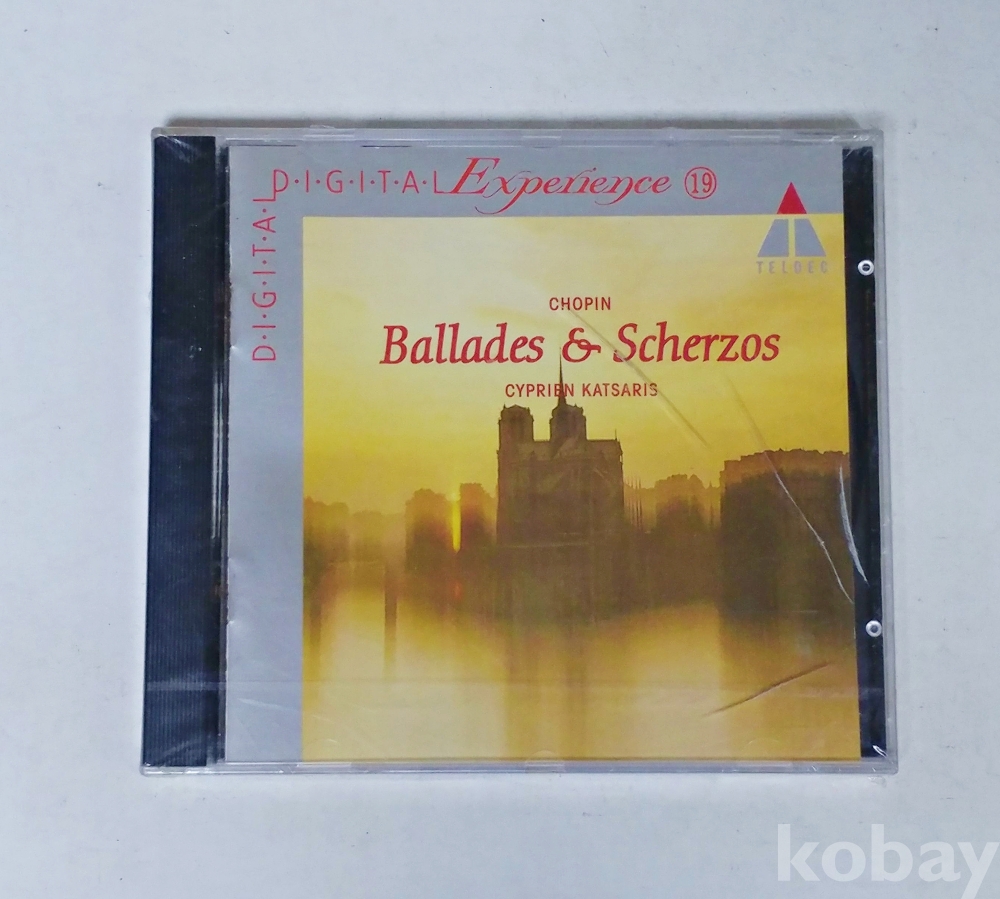 D·I·G·I·T·A·L Experience 19
D·I·G·I·T·A·L
TELDEC
CHOPIN
Ballades & Scherzos
CYPRIEN KATSARIS
kobay